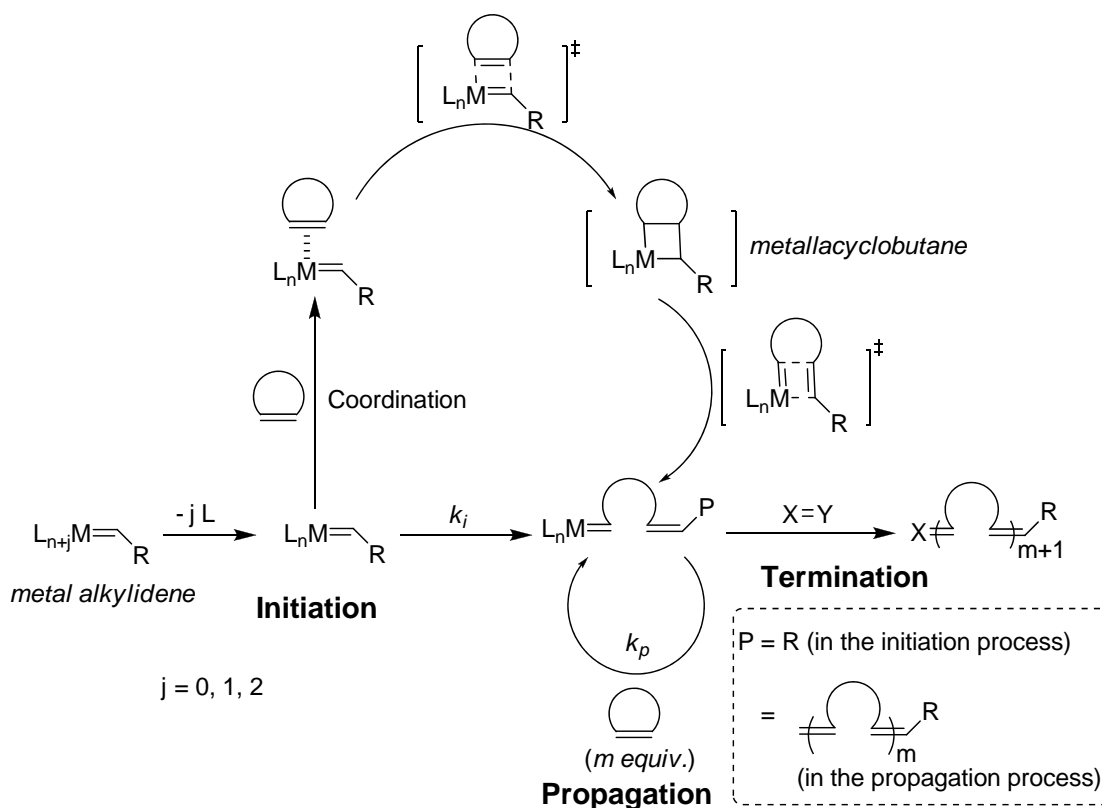 ‡
LnM
R
LnM
R
LnM
R
metallacyclobutane
‡
LnM
R
Coordination
Ln+jM
R
- j L
LnM
R
ki
LnM
P
X=Y
X
R
m+1
metal alkylidene
Initiation
Termination
kp
P = R (in the initiation process)
j = 0, 1, 2
=
R
m
(m equiv.)
(in the propagation process)
Propagation